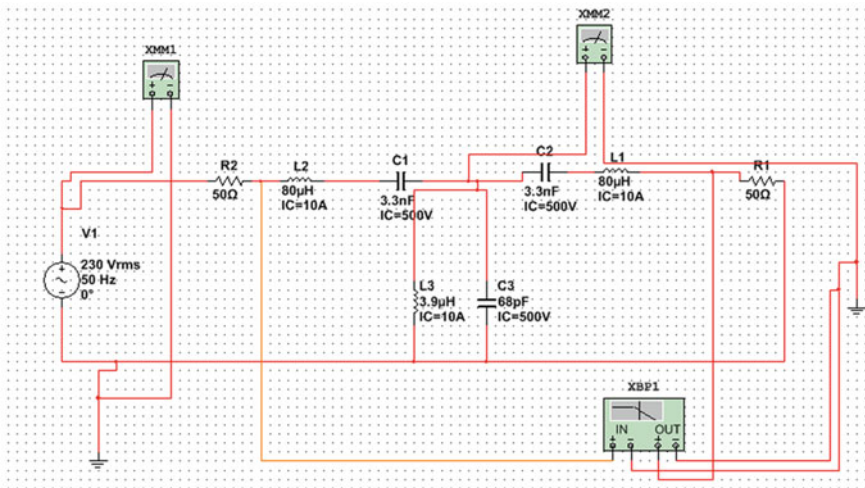 XMM2
XMM1
R2
50Ω
L2
80µH
IC=10A
C1
3.3nF
IC=500V
C2
3.3nF
IC=500V
L1
80µH
IC=10A
R1
50Ω
V1
230 Vrms
50 Hz
0°
L3
3.9µH
IC=10A
C3
68pF
IC=500V
XBP1
IN OUT